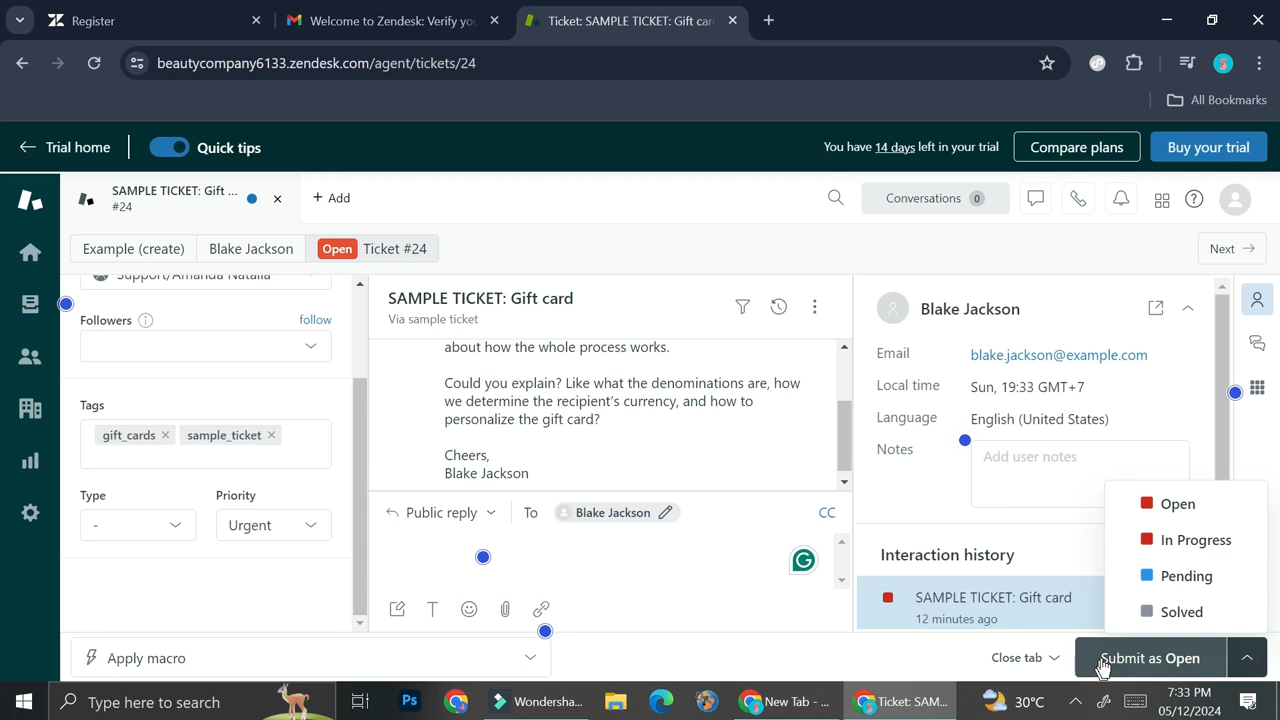 Register
Welcome to Zendesk: Verify yo
Ticket: SAMPLE TICKET: Gift car
beautycompany6133.zendesk.com/agent/tickets/24
All Bookmarks
Trial home
Quick tips
You have 14 days left in your trial
Compare plans
Buy your trial
SAMPLE TICKET: Gift ...
#24
+ Add
Conversations 0
Example (create)
Blake Jackson
Open Ticket #24
Next
Support/Amanda Natalia
Followers
follow
Tags
gift_cards
sample_ticket
Type
Priority
-
Urgent
SAMPLE TICKET: Gift card
Via sample ticket
about how the whole process works.
Could you explain? Like what the denominations are, how
we determine the recipient's currency, and how to
personalize the gift card?
Cheers,
Blake Jackson
Public reply
To
Blake Jackson
CC
Blake Jackson
Email
blake.jackson@example.com
Local time
Sun, 19:33 GMT+7
Language
English (United States)
Notes
Add user notes
Interaction history
SAMPLE TICKET: Gift card
12 minutes ago
Open
In Progress
Pending
Solved
Apply macro
Close tab
Submit as Open
Type here to search
Ps
Wondersha...
New Tab - ...
Ticket: SAM...
30°C
7:33 PM
05/12/2024